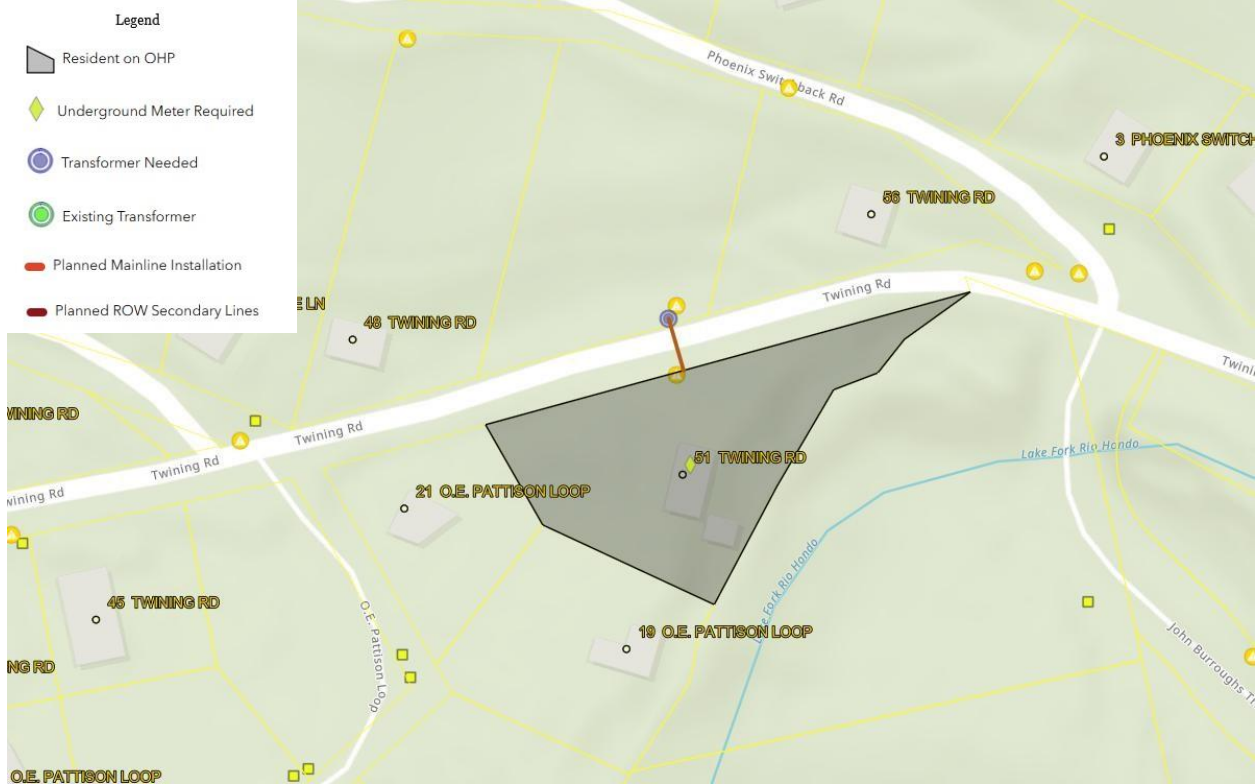 Legend
Resident on OHP
Underground Meter Required
Transformer Needed
Existing Transformer
Planned Mainline Installation
Planned ROW Secondary Lines
Phoenix Switchback Rd
3 PHOENIX SWITCH
56 TWINING RD
Twining Rd
E LN
48 TWINING RD
Twining Rd
Twinin
WINING RD
Twining Rd
Twining Rd
wining Rd
51 TWINING RD
Lake Fork Rio Hondo
21 O.E. PATTISON LOOP
Lake Fork Rio Hondo
45 TWINING RD
O.E. Pattison Loop
19 O.E. PATTISON LOOP
John Burroughs Tr
NG RD
O.E. PATTISON LOOP